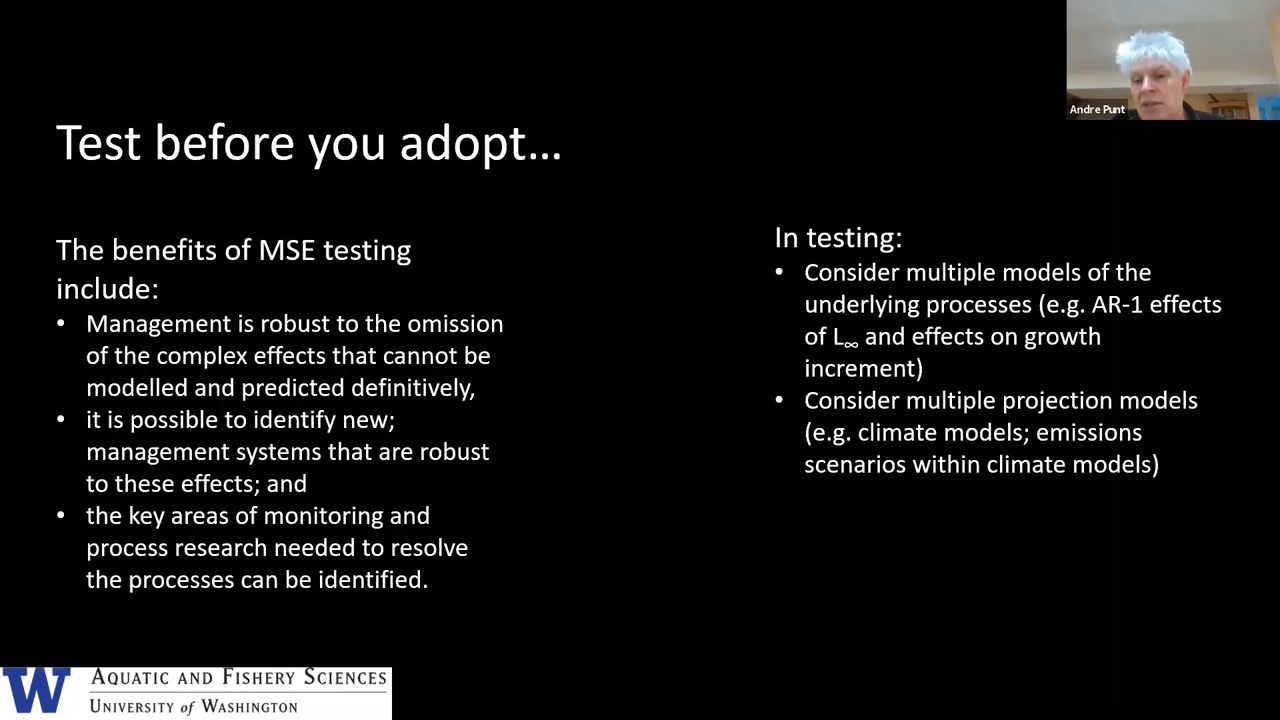 Andre Punt
Test before you adopt...
The benefits of MSE testing
include:
• Management is robust to the omission
of the complex effects that cannot be
modelled and predicted definitively,
• it is possible to identify new;
management systems that are robust
to these effects; and
• the key areas of monitoring and
process research needed to resolve
the processes can be identified.
In testing:
• Consider multiple models of the
underlying processes (e.g. AR-1 effects
of L∞ and effects on growth
increment)
• Consider multiple projection models
(e.g. climate models; emissions
scenarios within climate models)
W
AQUATIC AND FISHERY SCIENCES
UNIVERSITY of WASHINGTON